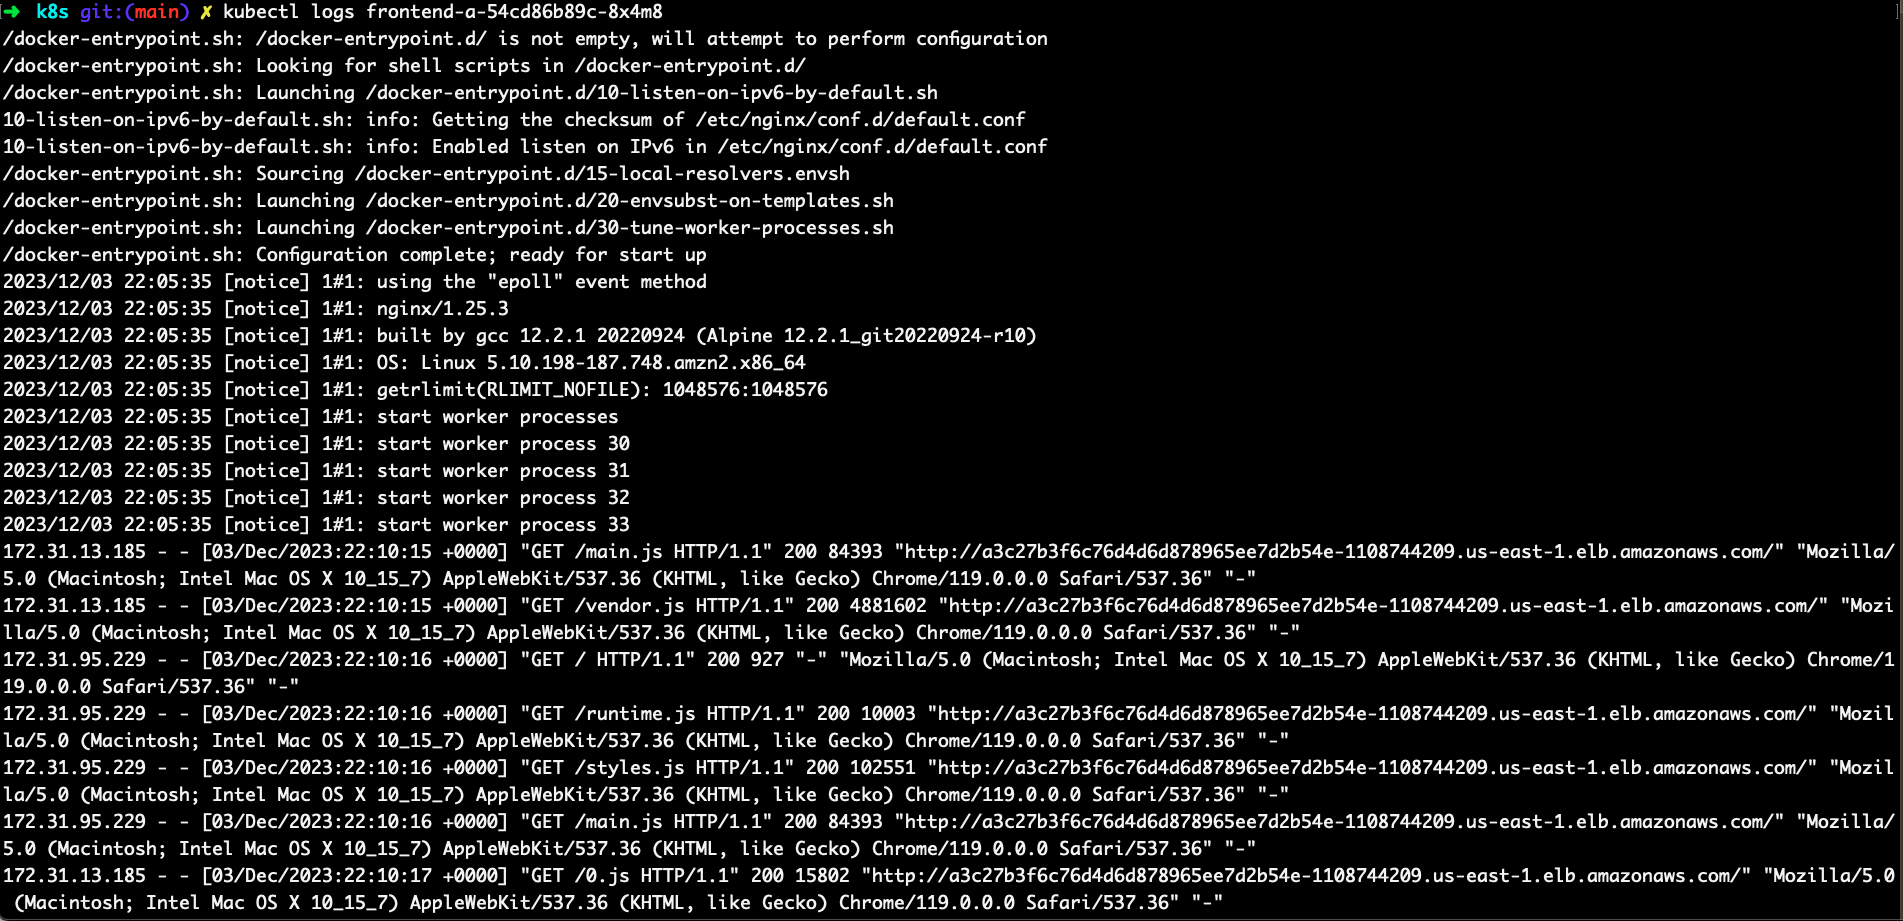 ➜ k8s git:(main) ✗ kubectl logs frontend-a-54cd86b89c-8x4m8
/docker-entrypoint.sh: /docker-entrypoint.d/ is not empty, will attempt to perform configuration
/docker-entrypoint.sh: Looking for shell scripts in /docker-entrypoint.d/
/docker-entrypoint.sh: Launching /docker-entrypoint.d/10-listen-on-ipv6-by-default.sh
10-listen-on-ipv6-by-default.sh: info: Getting the checksum of /etc/nginx/conf.d/default.conf
10-listen-on-ipv6-by-default.sh: info: Enabled listen on IPv6 in /etc/nginx/conf.d/default.conf
/docker-entrypoint.sh: Sourcing /docker-entrypoint.d/15-local-resolvers.envsh
/docker-entrypoint.sh: Launching /docker-entrypoint.d/20-envsubst-on-templates.sh
/docker-entrypoint.sh: Launching /docker-entrypoint.d/30-tune-worker-processes.sh
/docker-entrypoint.sh: Configuration complete; ready for start up
2023/12/03 22:05:35 [notice] 1#1: using the "epoll" event method
2023/12/03 22:05:35 [notice] 1#1: nginx/1.25.3
2023/12/03 22:05:35 [notice] 1#1: built by gcc 12.2.1 20220924 (Alpine 12.2.1_git20220924-r10)
2023/12/03 22:05:35 [notice] 1#1: OS: Linux 5.10.198-187.748.amzn2.x86_64
2023/12/03 22:05:35 [notice] 1#1: getrlimit(RLIMIT_NOFILE): 1048576:1048576
2023/12/03 22:05:35 [notice] 1#1: start worker processes
2023/12/03 22:05:35 [notice] 1#1: start worker process 30
2023/12/03 22:05:35 [notice] 1#1: start worker process 31
2023/12/03 22:05:35 [notice] 1#1: start worker process 32
2023/12/03 22:05:35 [notice] 1#1: start worker process 33
172.31.13.185 - - [03/Dec/2023:22:10:15 +0000] "GET /main.js HTTP/1.1" 200 84393 "http://a3c27b3f6c76d4d6d878965ee7d2b54e-1108744209.us-east-1.elb.amazonaws.com/" "Mozilla/
5.0 (Macintosh; Intel Mac OS X 10_15_7) AppleWebKit/537.36 (KHTML, like Gecko) Chrome/119.0.0.0 Safari/537.36" "-"
172.31.13.185 - - [03/Dec/2023:22:10:15 +0000] "GET /vendor.js HTTP/1.1" 200 4881602 "http://a3c27b3f6c76d4d6d878965ee7d2b54e-1108744209.us-east-1.elb.amazonaws.com/" "Mozi
lla/5.0 (Macintosh; Intel Mac OS X 10_15_7) AppleWebKit/537.36 (KHTML, like Gecko) Chrome/119.0.0.0 Safari/537.36" "-"
172.31.95.229 - - [03/Dec/2023:22:10:16 +0000] "GET / HTTP/1.1" 200 927 "-" "Mozilla/5.0 (Macintosh; Intel Mac OS X 10_15_7) AppleWebKit/537.36 (KHTML, like Gecko) Chrome/1
19.0.0.0 Safari/537.36" "-"
172.31.95.229 - - [03/Dec/2023:22:10:16 +0000] "GET /runtime.js HTTP/1.1" 200 10003 "http://a3c27b3f6c76d4d6d878965ee7d2b54e-1108744209.us-east-1.elb.amazonaws.com/" "Mozil
la/5.0 (Macintosh; Intel Mac OS X 10_15_7) AppleWebKit/537.36 (KHTML, like Gecko) Chrome/119.0.0.0 Safari/537.36" "-"
172.31.95.229 - - [03/Dec/2023:22:10:16 +0000] "GET /styles.js HTTP/1.1" 200 102551 "http://a3c27b3f6c76d4d6d878965ee7d2b54e-1108744209.us-east-1.elb.amazonaws.com/" "Mozil
la/5.0 (Macintosh; Intel Mac OS X 10_15_7) AppleWebKit/537.36 (KHTML, like Gecko) Chrome/119.0.0.0 Safari/537.36" "-"
172.31.95.229 - - [03/Dec/2023:22:10:16 +0000] "GET /main.js HTTP/1.1" 200 84393 "http://a3c27b3f6c76d4d6d878965ee7d2b54e-1108744209.us-east-1.elb.amazonaws.com/" "Mozilla/
5.0 (Macintosh; Intel Mac OS X 10_15_7) AppleWebKit/537.36 (KHTML, like Gecko) Chrome/119.0.0.0 Safari/537.36" "-"
172.31.13.185 - - [03/Dec/2023:22:10:17 +0000] "GET /0.js HTTP/1.1" 200 15802 "http://a3c27b3f6c76d4d6d878965ee7d2b54e-1108744209.us-east-1.elb.amazonaws.com/" "Mozilla/5.0
 (Macintosh; Intel Mac OS X 10_15_7) AppleWebKit/537.36 (KHTML, like Gecko) Chrome/119.0.0.0 Safari/537.36" "-"